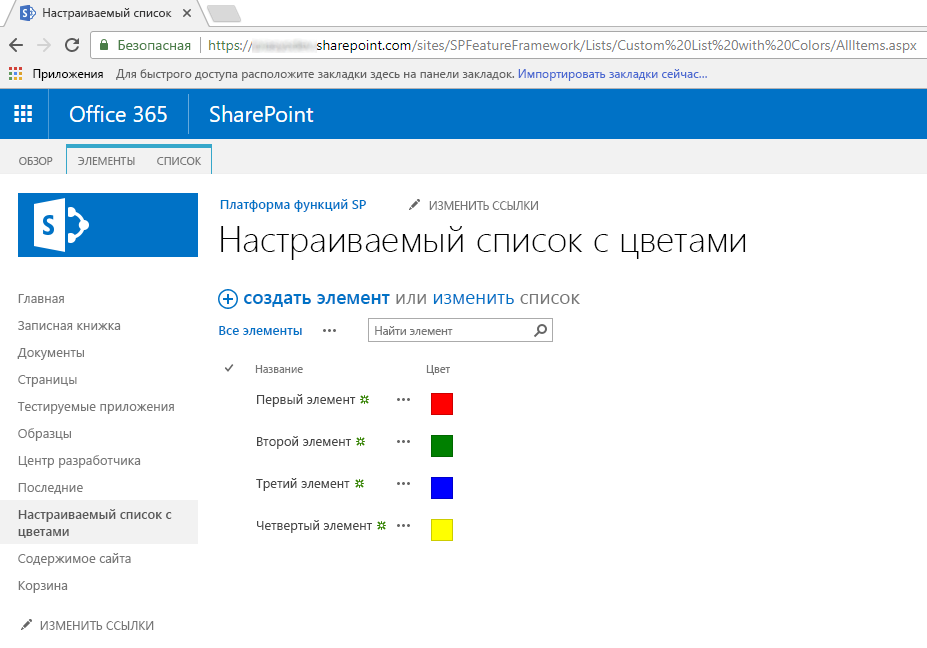 Настраиваемый список
Безопасная https:// .sharepoint.com/sites/SPFeatureFramework/Lists/Custom%20List%20with%20Colors/AllItems.aspx
Приложения Для быстрого доступа расположите закладки здесь на панели закладок. Импортировать закладки сейчас...
Office 365 SharePoint
ОБЗОР ЭЛЕМЕНТЫ СПИСОК
S
Платформа функций SP ИЗМЕНИТЬ ССЫЛКИ
Настраиваемый список с цветами
Главная
Записная книжка
Документы
Страницы
Тестируемые приложения
Образцы
Центр разработчика
Последние
Настраиваемый список с
цветами
Содержимое сайта
Корзина
ИЗМЕНИТЬ ССЫЛКИ
создать элемент или изменить список
Все элементы ••• Найти элемент
Название Цвет
Первый элемент •••
Второй элемент •••
Третий элемент •••
Четвертый элемент •••